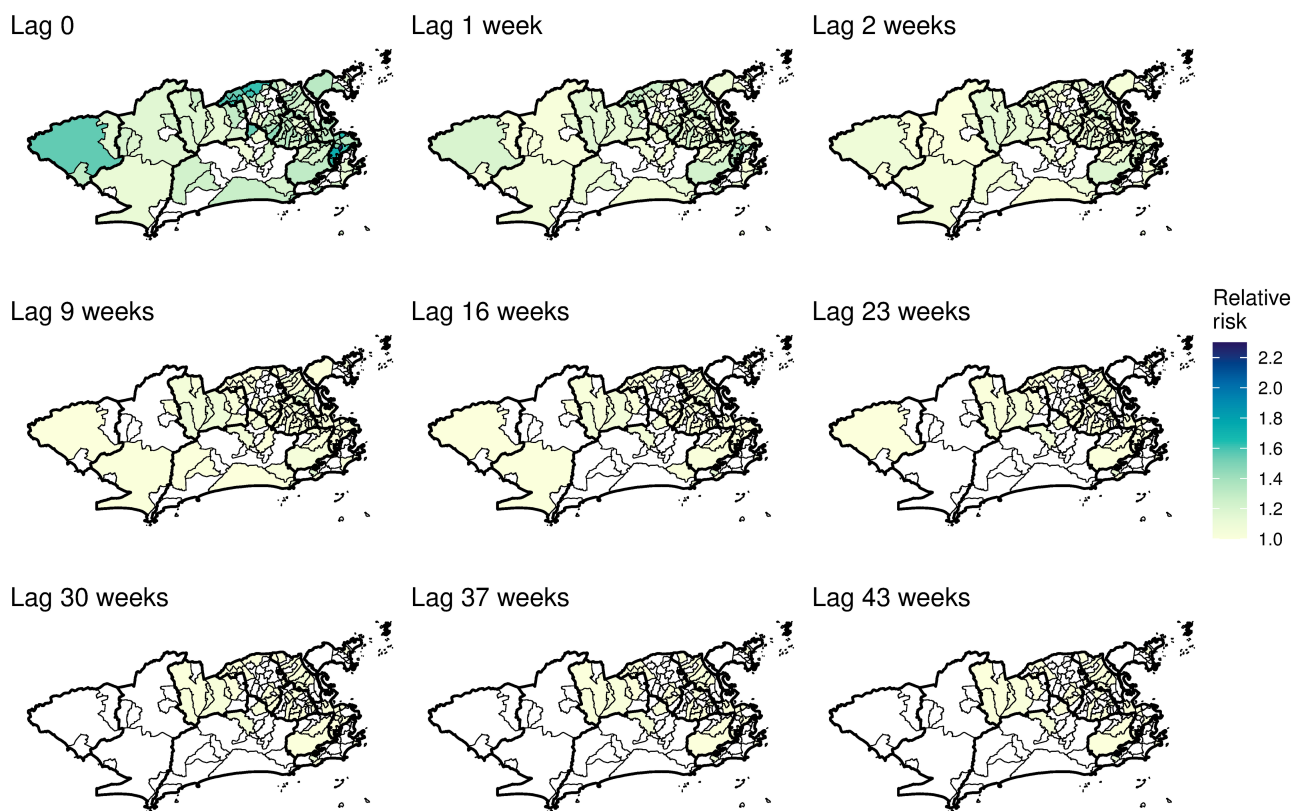 Lag 0
Lag 1 week
Lag 2 weeks
Lag 9 weeks
Lag 16 weeks
Lag 23 weeks
Relative
risk
2.2
2.0
1.8
1.6
1.4
1.2
1.0
Lag 30 weeks
Lag 37 weeks
Lag 43 weeks